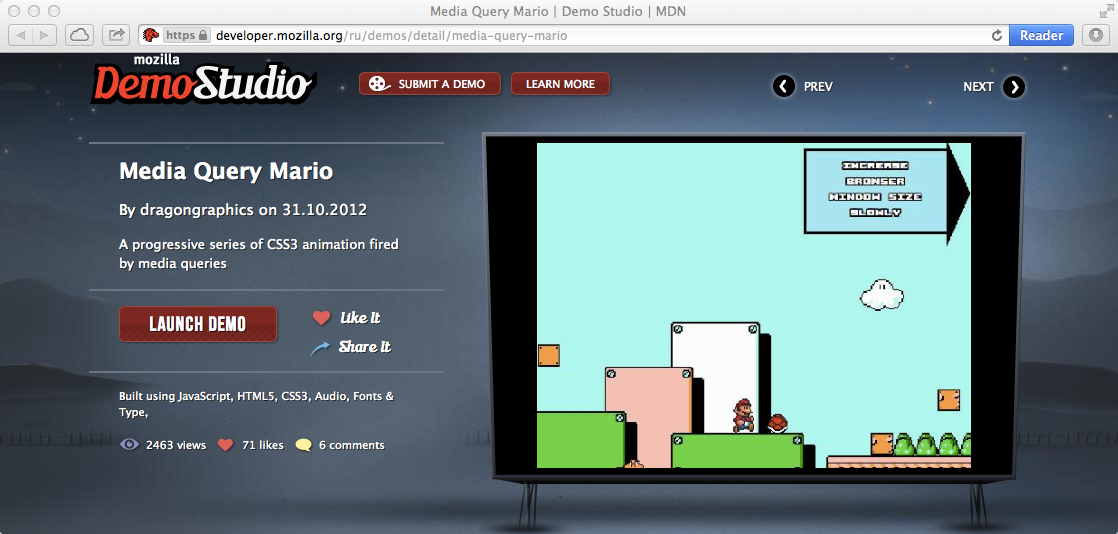 Media Query Mario | Demo Studio | MDN
https developer.mozilla.org/ru/demos/detail/media-query-mario
Reader
mozilla
DemoStudio
SUBMIT A DEMO
LEARN MORE
PREV
NEXT
Media Query Mario
By dragongraphics on 31.10.2012
A progressive series of CSS3 animation fired
by media queries
LAUNCH DEMO
Like It
Share It
Built using JavaScript, HTML5, CSS3, Audio, Fonts &
Type,
2463 views
71 likes
6 comments
INCREASE
BROWSER
WINDOW SIZE
SLOWLY